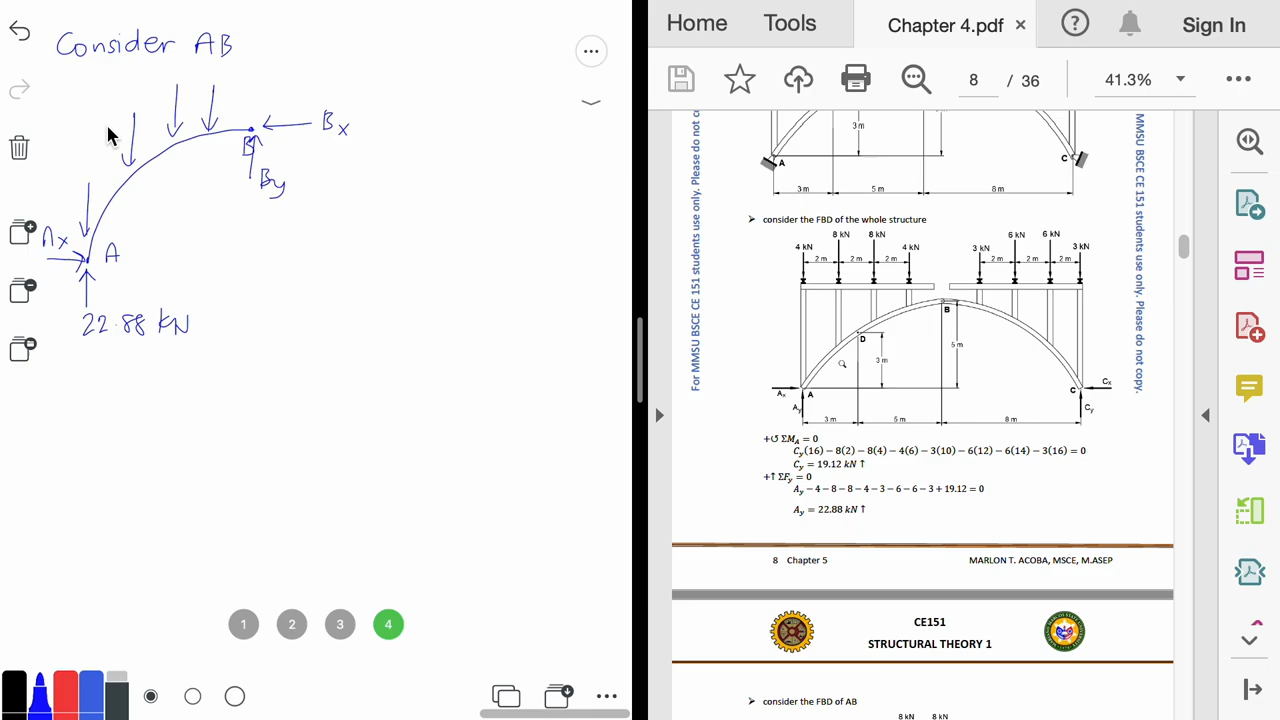 Consider AB
Bx
B
By
Ax
A
22.88 kN
1
2
3
4
Home
Tools
Chapter 4.pdf
Sign In
8 / 36
41.3%
For MMSU BSCE CE 151 students use only. Please do not copy.
MMSU BSCE CE 151 students use only. Please do not copy.
3 m
A
C
3 m
5 m
8 m
➢ consider the FBD of the whole structure
4 kN
8 kN
8 kN
4 kN
3 kN
6 kN
6 kN
3 kN
2 m
2 m
2 m
2 m
2 m
2 m
B
D
3 m
5 m
Ax
A
Ay
C
Cx
Cy
3 m
5 m
8 m
+↺ ΣM_A = 0
C_y(16) − 8(2) − 8(4) − 4(6) − 3(10) − 6(12) − 6(14) − 3(16) = 0
C_y = 19.12 kN ↑
+↑ ΣF_y = 0
A_y − 4 − 8 − 8 − 4 − 3 − 6 − 6 − 3 + 19.12 = 0
A_y = 22.88 kN ↑
8 Chapter 5
MARLON T. ACOBA, MSCE, M.ASEP
CE151
STRUCTURAL THEORY 1
➢ consider the FBD of AB
8 kN
8 kN